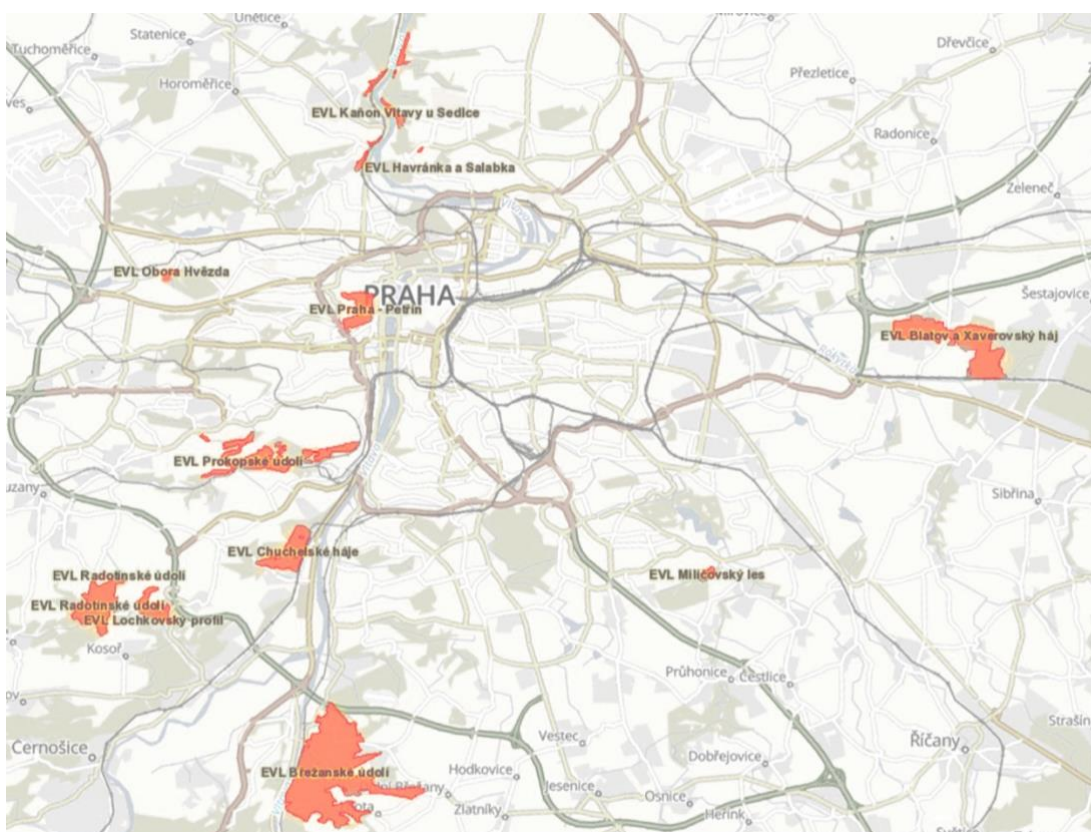 Únětice
Statenice
Tuchoměřice
Dřevčice
Přezletice
Horoměřice
EVL Kaňon Vltavy u Sedlce
Radonice
EVL Havránka a Salabka
Zeleneč
EVL Obora Hvězda
PRAHA
Šestajovice
EVL Praha - Petřín
EVL Blatov a Xaverovský háj
EVL Prokopské údolí
Sibřina
EVL Chuchelské háje
EVL Radotínské údolí
EVL Milíčovský les
EVL Radotínské údolí
EVL Lochkovský profil
Kosoř
Průhonice
Čestlice
Černošice
Vestec
Říčany
Dobřejovice
EVL Břežanské údolí
Hodkovice
Jesenice
Osnice
Zlatníky
Herink